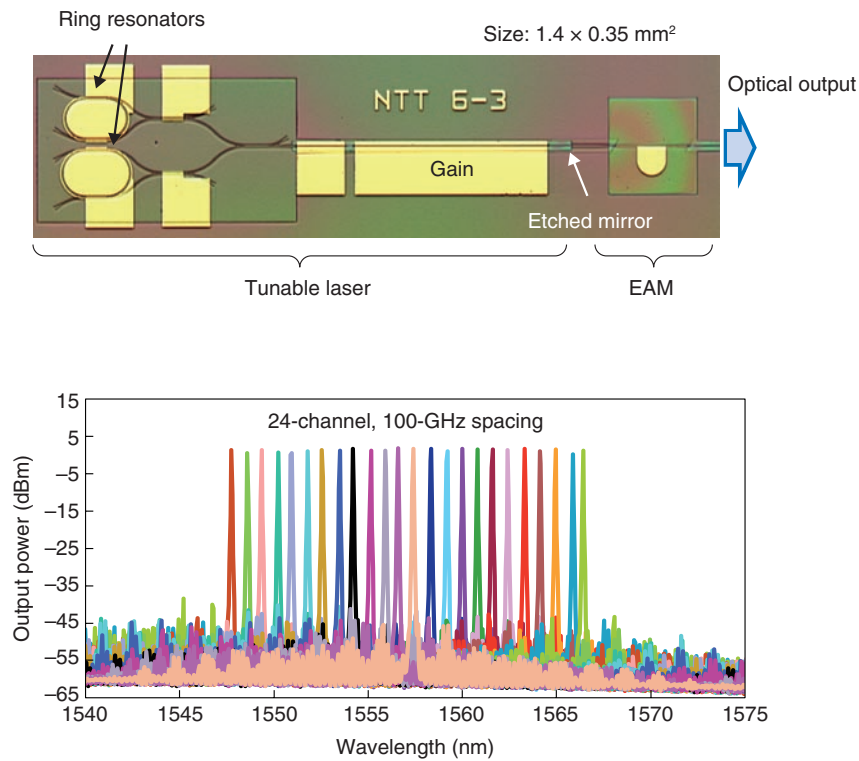 Ring resonators
Size: 1.4 × 0.35 mm²
Optical output
NTT 6-3
Gain
Etched mirror
Tunable laser
EAM
24-channel, 100-GHz spacing
Output power (dBm)
15
5
–5
–15
–25
–35
–45
–55
–65
1540
1545
1550
1555
1560
1565
1570
1575
Wavelength (nm)